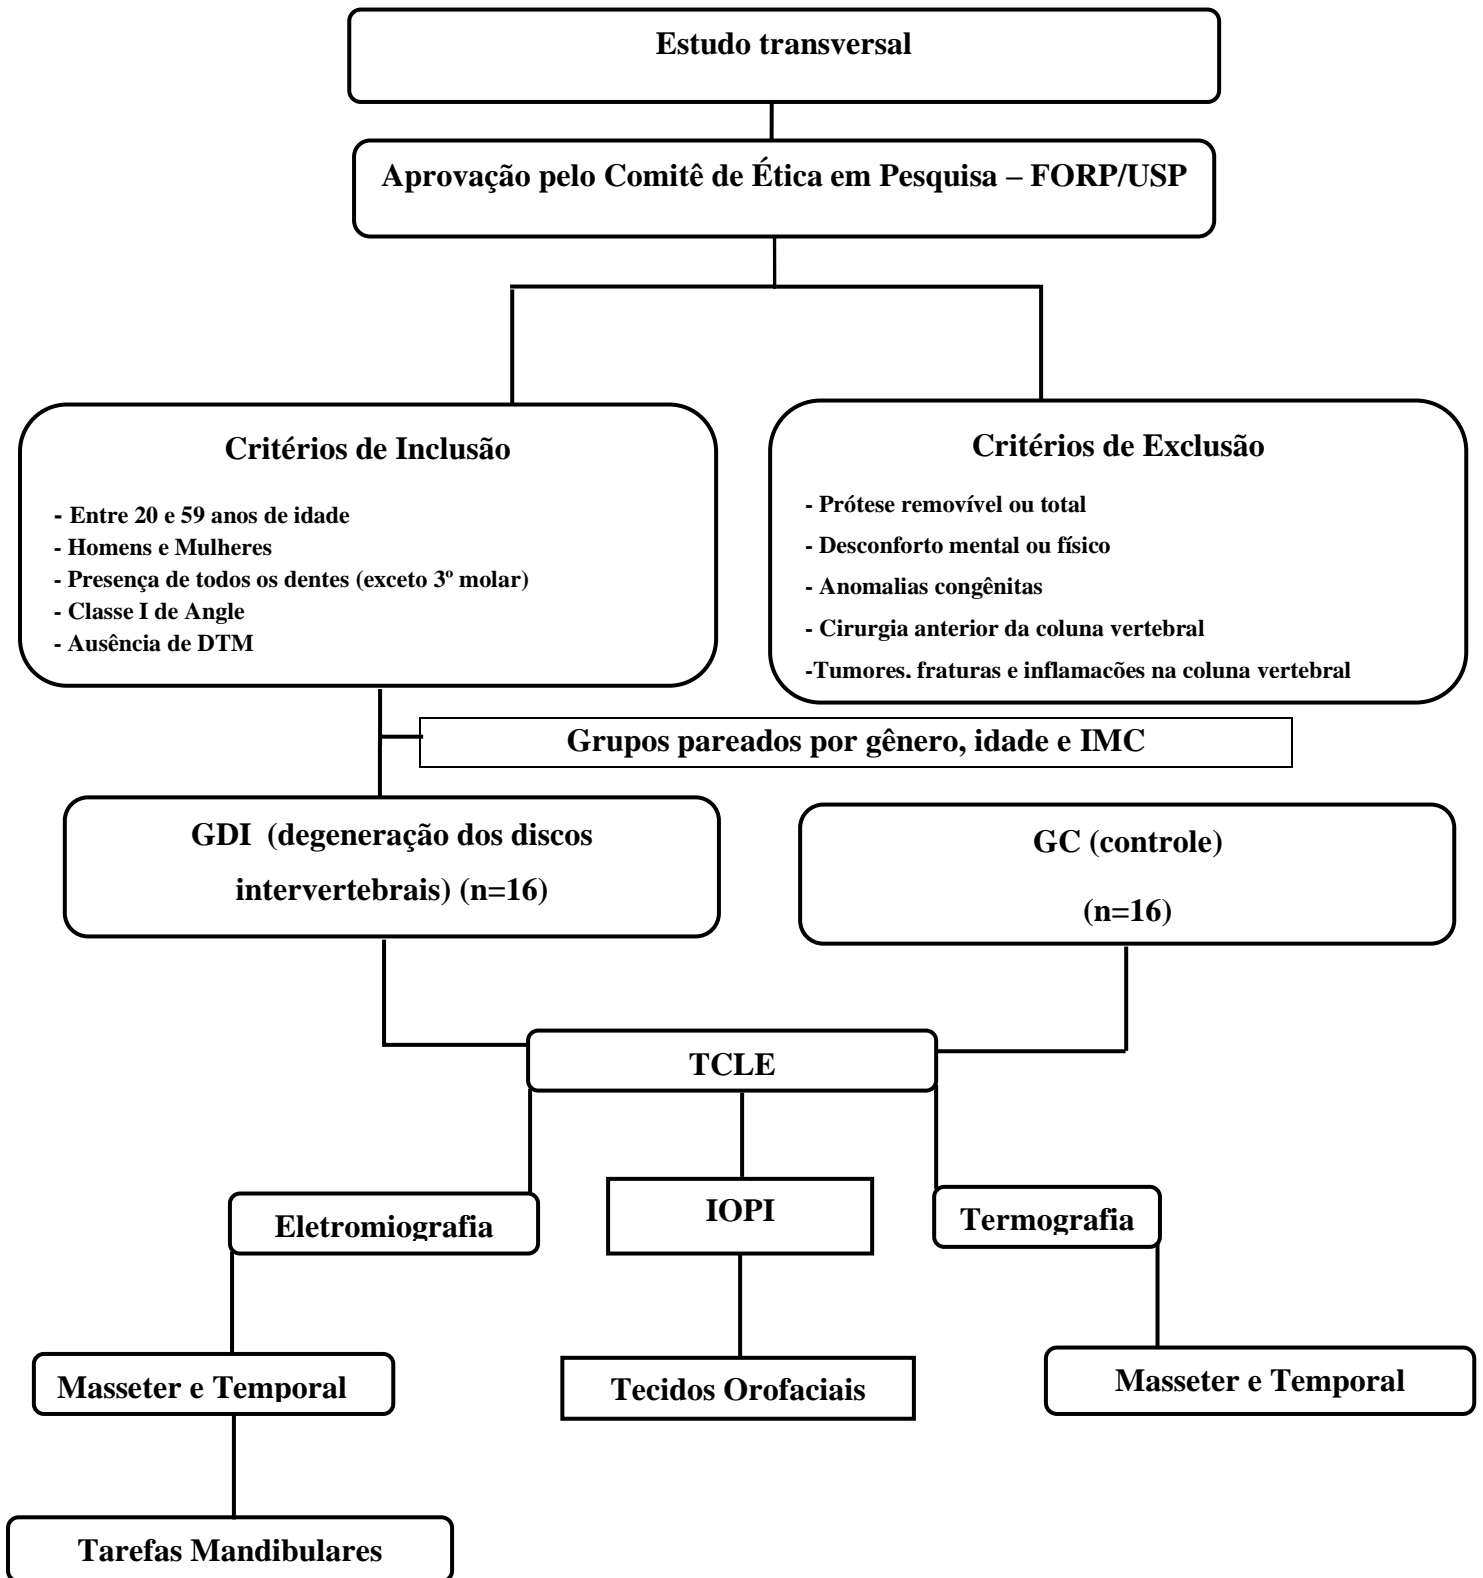 Estudo transversal
Aprovação pelo Comitê de Ética em Pesquisa – FORP/USP
Critérios de Inclusão
- Entre 20 e 59 anos de idade
- Homens e Mulheres
- Presença de todos os dentes (exceto 3º molar)
- Classe I de Angle
- Ausência de DTM
Critérios de Exclusão
- Prótese removível ou total
- Desconforto mental ou físico
- Anomalias congênitas
- Cirurgia anterior da coluna vertebral
-Tumores, fraturas e inflamações na coluna vertebral
Grupos pareados por gênero, idade e IMC
GDI (degeneração dos discos
intervertebrais) (n=16)
GC (controle)
(n=16)
TCLE
Eletromiografia
IOPI
Termografia
Masseter e Temporal
Tecidos Orofaciais
Masseter e Temporal
Tarefas Mandibulares